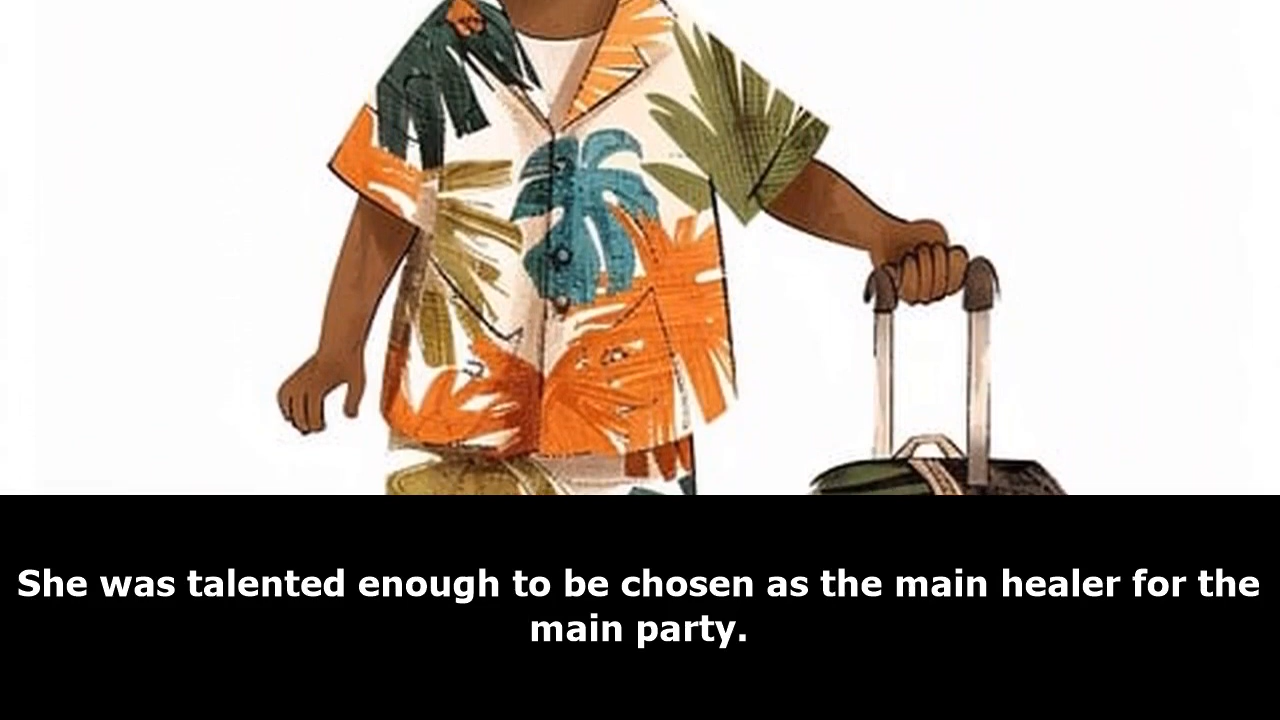 She was talented enough to be chosen as the main healer for the
main party.